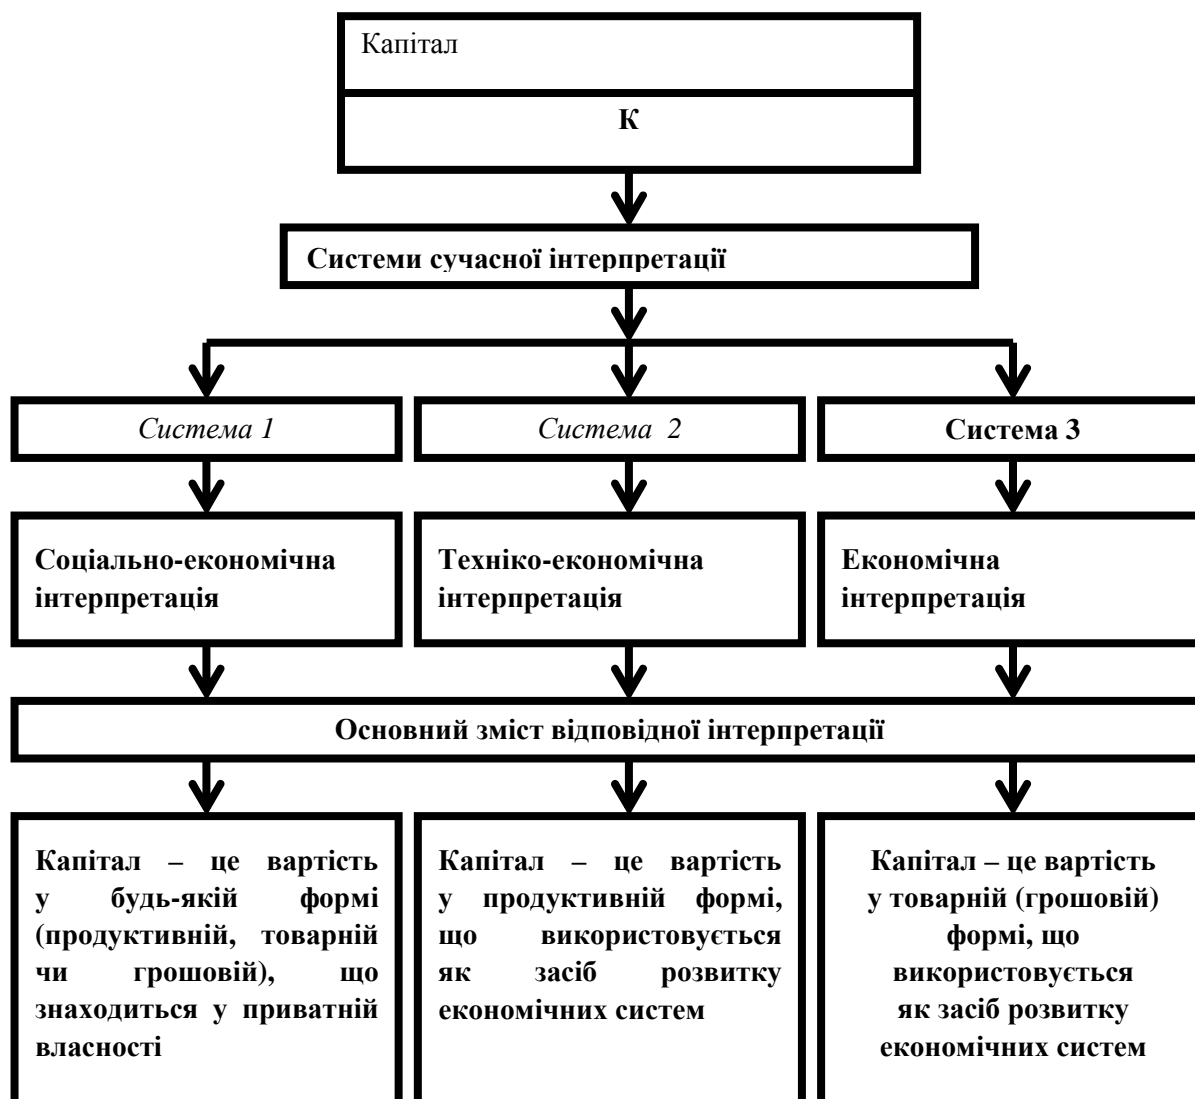 Капітал
К
Системи сучасної інтерпретації
Система 1
Система 2
Система 3
Соціально-економічна
інтерпретація
Техніко-економічна
інтерпретація
Економічна
інтерпретація
Основний зміст відповідної інтерпретації
Капітал – це вартість
у будь-якій формі
(продуктивній, товарній
чи грошовій), що
знаходиться у приватній
власності
Капітал – це вартість
у продуктивній формі,
що використовується
як засіб розвитку
економічних систем
Капітал – це вартість
у товарній (грошовій)
формі, що
використовується
як засіб розвитку
економічних систем